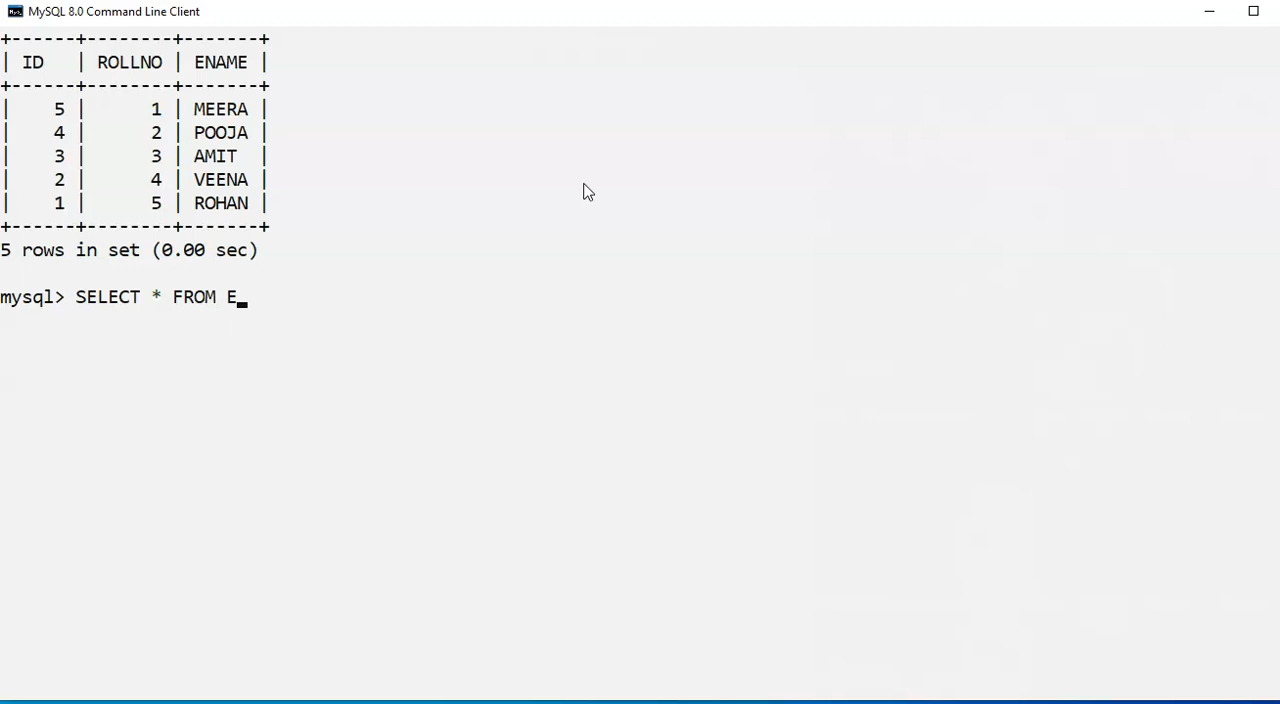 MySQL 8.0 Command Line Client
+------+--------+-------+
| ID   | ROLLNO | ENAME |
+------+--------+-------+
|    5 |      1 | MEERA |
|    4 |      2 | POOJA |
|    3 |      3 | AMIT  |
|    2 |      4 | VEENA |
|    1 |      5 | ROHAN |
+------+--------+-------+
5 rows in set (0.00 sec)
mysql> SELECT * FROM E_